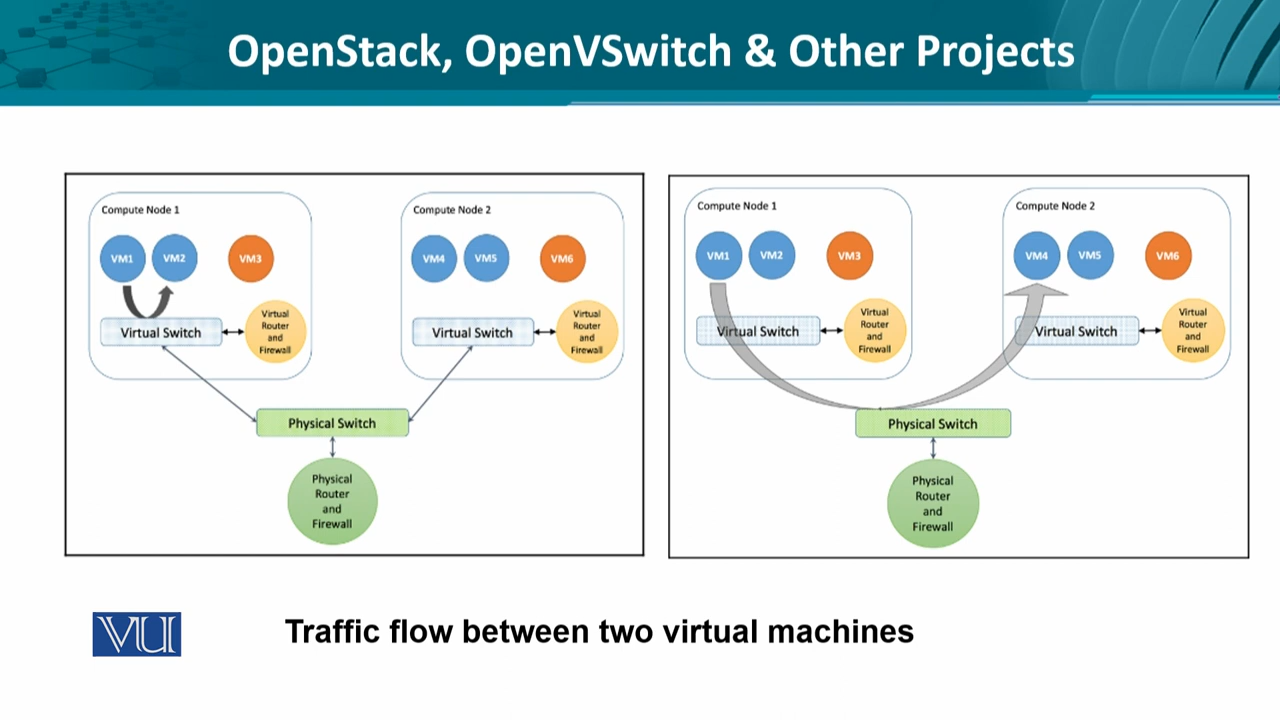 OpenStack, OpenVSwitch & Other Projects
Compute Node 1
VM1
VM2
VM3
Virtual Switch
Virtual
Router
and
Firewall
Compute Node 2
VM4
VM5
VM6
Virtual Switch
Virtual
Router
and
Firewall
Physical Switch
Physical
Router
and
Firewall
Compute Node 1
VM1
VM2
VM3
Virtual Switch
Virtual
Router
and
Firewall
Compute Node 2
VM4
VM5
VM6
Virtual Switch
Virtual
Router
and
Firewall
Physical Switch
Physical
Router
and
Firewall
VU
Traffic flow between two virtual machines